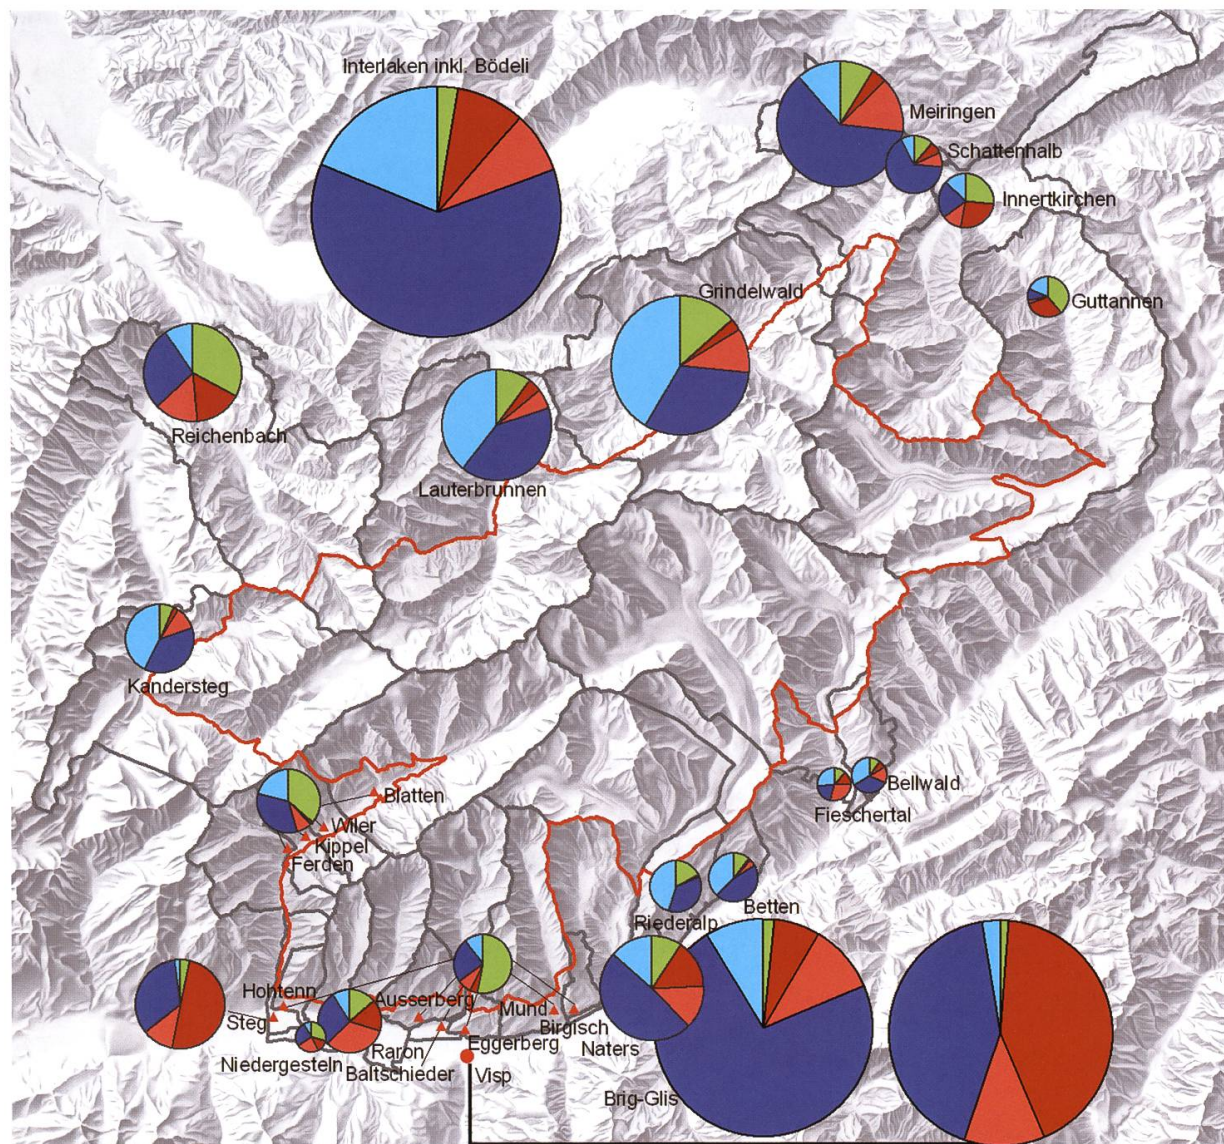 Interlaken inkl. Bödeli
Meiringen
Schattenhalb
Innertkirchen
Grindelwald
Guttannen
Reichenbach
Lauterbrunnen
Kandersteg
Blatten
Wiler
Kippel
Ferden
Bellwald
Fieschertal
Riederalp
Betten
Hohtenn
Steg
Ausserberg
Mund
Birgisch
Niedergesteln
Raron
Baltschieder
Eggerberg
Naters
Visp
Brig-Glis